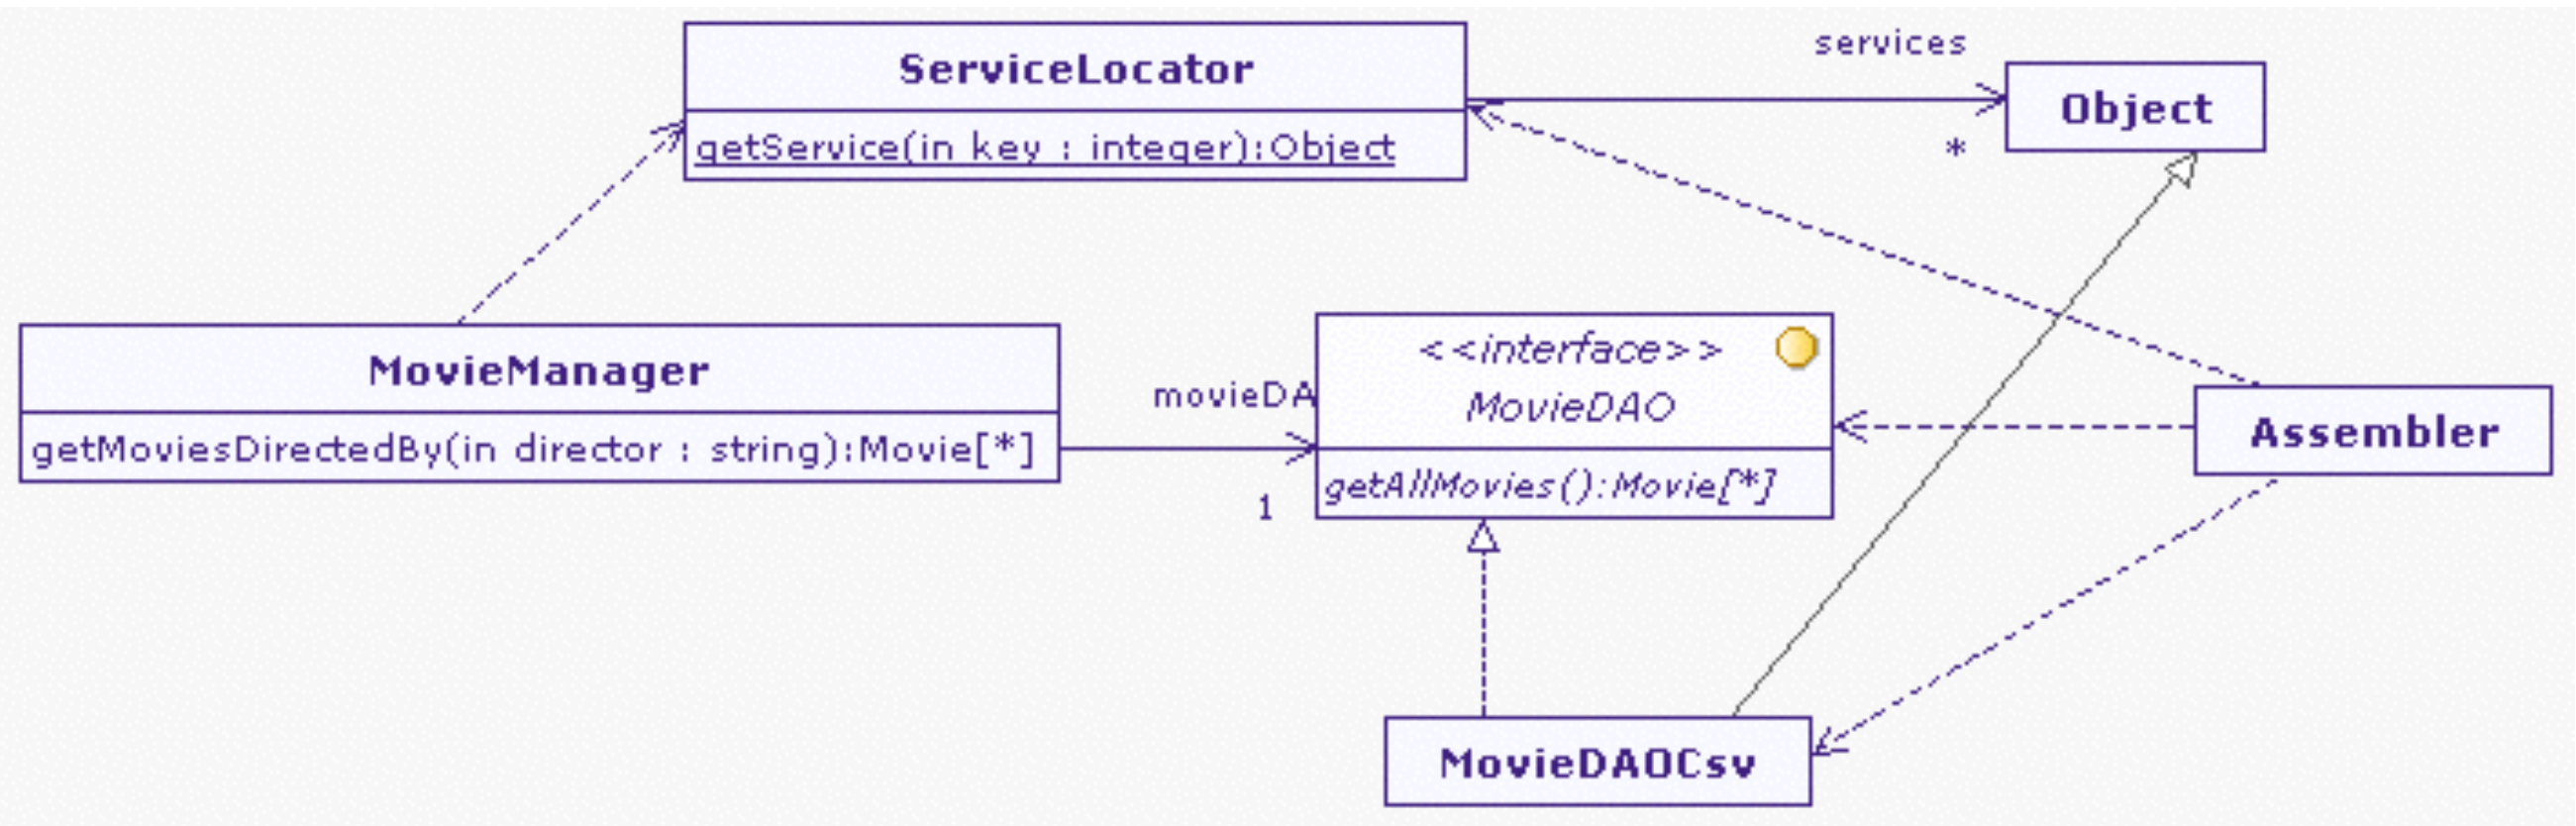 services
ServiceLocator
Object
getService(in key : integer):Object
*
<<interface>>
MovieManager
movieDA
MovieDAO
Assembler
getMoviesDirectedBy(in director : string):Movie[*]
getAllMovies():Movie[*]
1
MovieDAOCsv